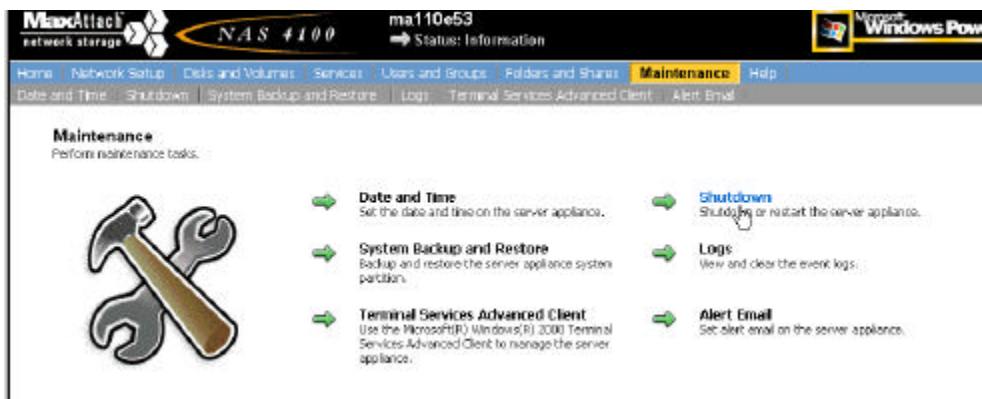 MaxAttach
network storage
NAS 4100
ma110e53
Status: Information
Microsoft
Windows Pow
Home Network Setup Disks and Volumes Services Users and Groups Folders and Shares Maintenance Help
Date and Time Shutdown System Backup and Restore Logs Terminal Services Advanced Client Alert Email
Maintenance
Perform maintenance tasks.
Date and Time
Set the date and time on the server appliance.
System Backup and Restore
Backup and restore the server appliance system
partition.
Terminal Services Advanced Client
Use the Microsoft(R) Windows(R) 2000 Terminal
Services Advanced Client to manage the server
appliance.
Shutdown
Shutdown or restart the server appliance.
Logs
View and clear the event logs.
Alert Email
Set alert email on the server appliance.